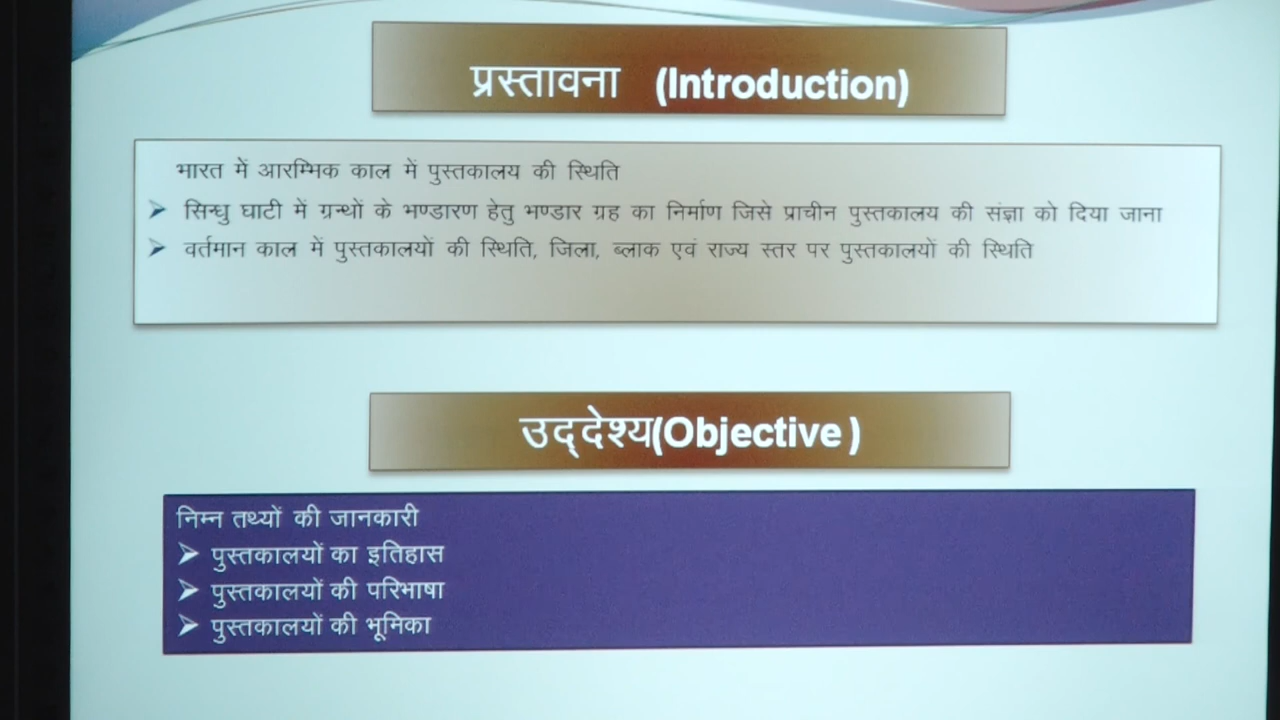 प्रस्तावना (Introduction)
भारत में आरम्भिक काल में पुस्तकालय की स्थिति
➢ सिन्धु घाटी में ग्रन्थों के भण्डारण हेतु भण्डार ग्रह का निर्माण जिसे प्राचीन पुस्तकालय की संज्ञा को दिया जाना
➢ वर्तमान काल में पुस्तकालयों की स्थिति, जिला, ब्लाक एवं राज्य स्तर पर पुस्तकालयों की स्थिति
उद्देश्य(Objective )
निम्न तथ्यों की जानकारी
➢ पुस्तकालयों का इतिहास
➢ पुस्तकालयों की परिभाषा
➢ पुस्तकालयों की भूमिका